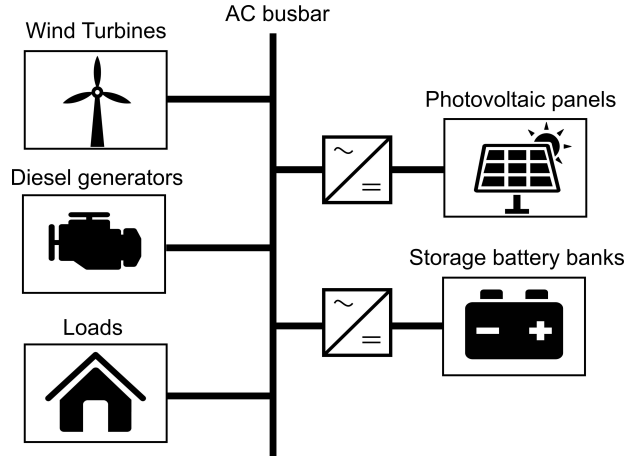 AC busbar
Wind Turbines
Photovoltaic panels
Diesel generators
Storage battery banks
Loads